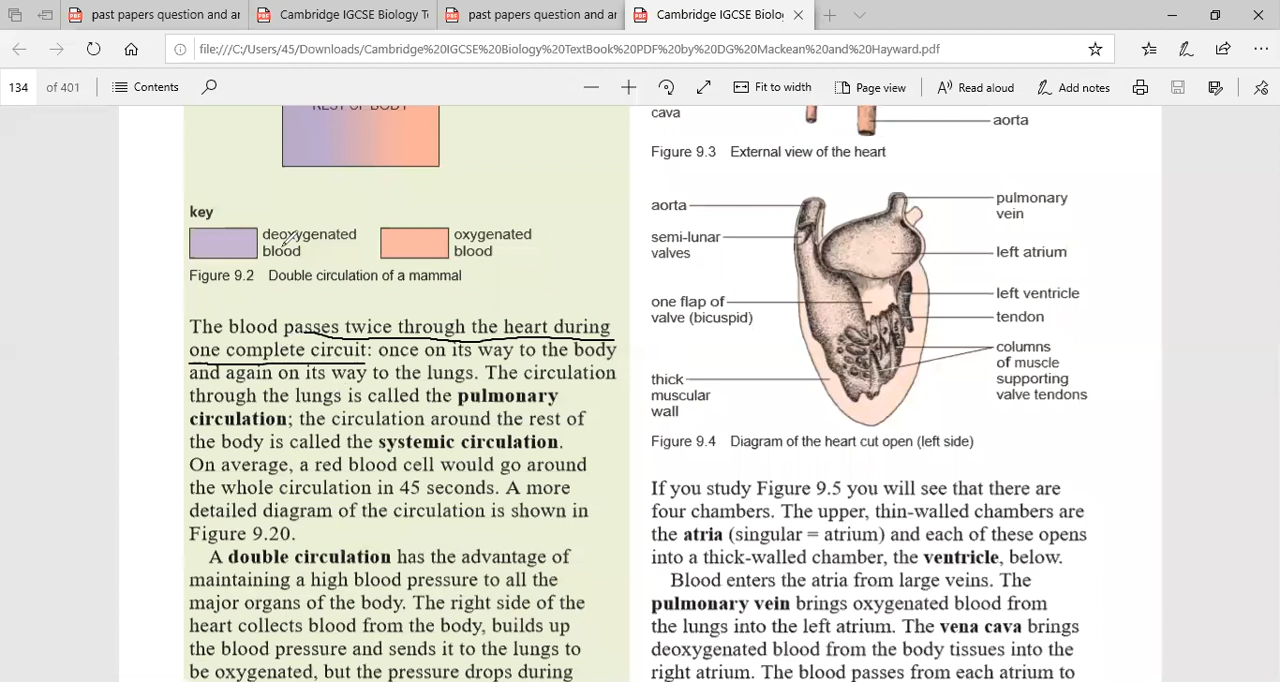 past papers question and ar
Cambridge IGCSE Biology T
past papers question and ar
Cambridge IGCSE Biolog
file:///C:/Users/45/Downloads/Cambridge%20IGCSE%20Biology%20TextBook%20PDF%20by%20DG%20Mackean%20and%20Hayward.pdf
134 of 401
Contents
Fit to width
Page view
Read aloud
Add notes
REST OF BODY
key
deoxygenated
blood
oxygenated
blood
Figure 9.2 Double circulation of a mammal
The blood passes twice through the heart during
one complete circuit: once on its way to the body
and again on its way to the lungs. The circulation
through the lungs is called the pulmonary
circulation; the circulation around the rest of
the body is called the systemic circulation.
On average, a red blood cell would go around
the whole circulation in 45 seconds. A more
detailed diagram of the circulation is shown in
Figure 9.20.
A double circulation has the advantage of
maintaining a high blood pressure to all the
major organs of the body. The right side of the
heart collects blood from the body, builds up
the blood pressure and sends it to the lungs to
be oxygenated, but the pressure drops during
cava
aorta
Figure 9.3 External view of the heart
aorta
semi-lunar
valves
one flap of
valve (bicuspid)
thick
muscular
wall
pulmonary
vein
left atrium
left ventricle
tendon
columns
of muscle
supporting
valve tendons
Figure 9.4 Diagram of the heart cut open (left side)
If you study Figure 9.5 you will see that there are
four chambers. The upper, thin-walled chambers are
the atria (singular = atrium) and each of these opens
into a thick-walled chamber, the ventricle, below.
Blood enters the atria from large veins. The
pulmonary vein brings oxygenated blood from
the lungs into the left atrium. The vena cava brings
deoxygenated blood from the body tissues into the
right atrium. The blood passes from each atrium to